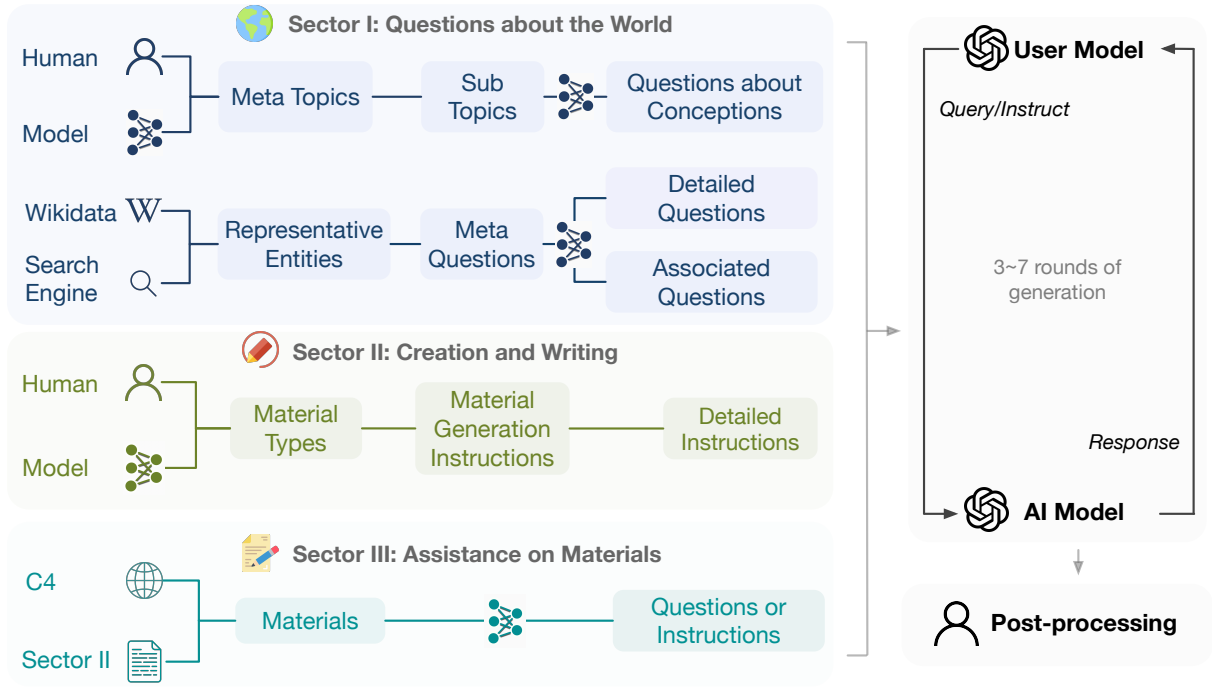 Sector I: Questions about the World
Human
Model
Meta Topics
Sub
Topics
Questions about
Conceptions
Wikidata
W
Search
Engine
Representative
Entities
Meta
Questions
Detailed
Questions
Associated
Questions
Sector II: Creation and Writing
Human
Model
Material
Types
Material
Generation
Instructions
Detailed
Instructions
Sector III: Assistance on Materials
C4
Sector II
Materials
Questions or
Instructions
User Model
Query/Instruct
3~7 rounds of
generation
Response
AI Model
Post-processing